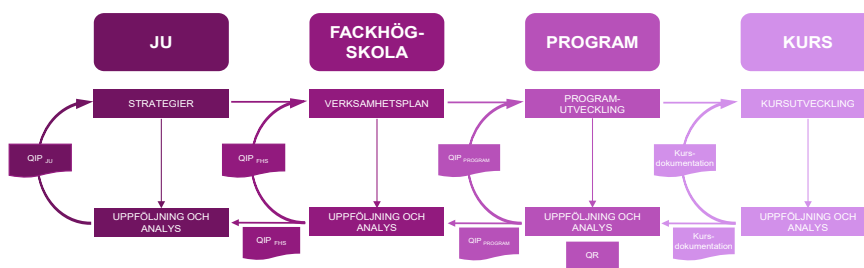 JU
FACKHÖG-
SKOLA
PROGRAM
KURS
STRATEGIER
VERKSAMHETSPLAN
PROGRAM-
UTVECKLING
KURSUTVECKLING
QIP JU
QIP FHS
QIP PROGRAM
Kurs-
dokumentation
UPPFÖLJNING OCH
ANALYS
UPPFÖLJNING OCH
ANALYS
UPPFÖLJNING OCH
ANALYS
UPPFÖLJNING OCH
ANALYS
QIP FHS
QIP PROGRAM
Kurs-
dokumentation
QR